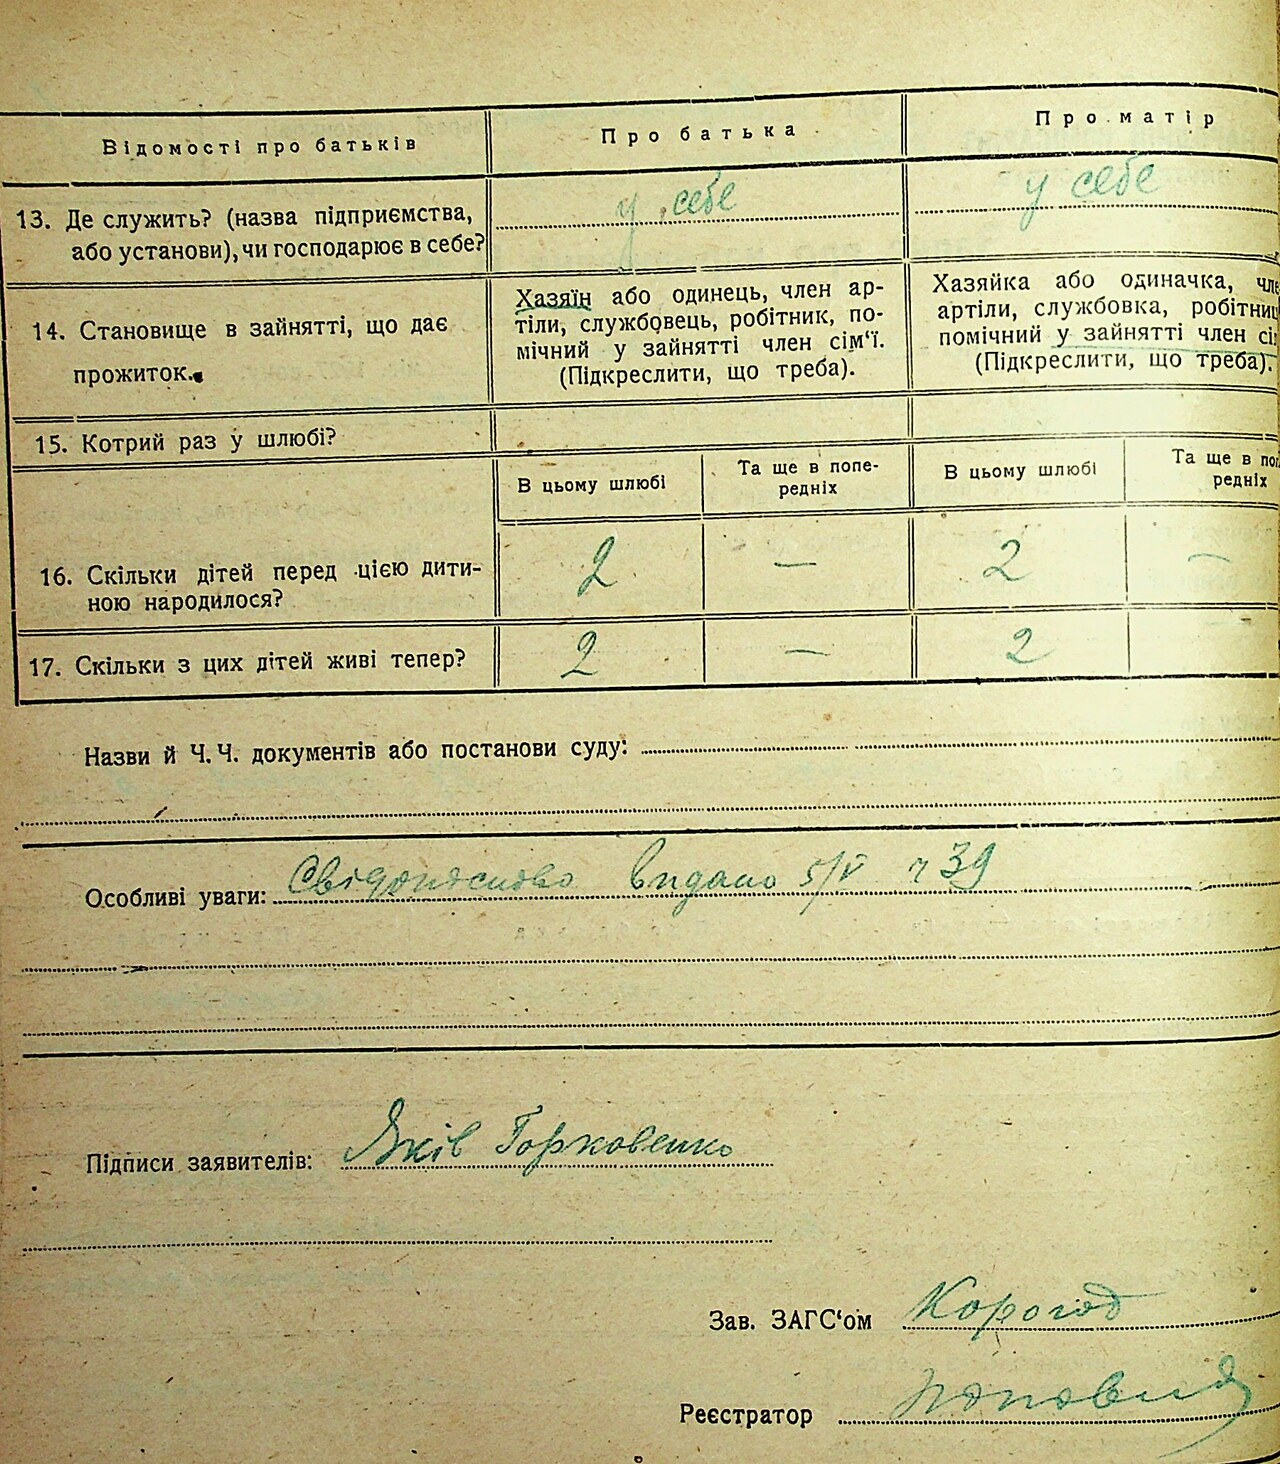 Відомості про батьків
Про батька
Про матір
13. Де служить? (назва підприємства,
або установи), чи господарює в себе?
у себе
у себе
14. Становище в зайнятті, що дає
прожиток.
Хазяїн або одинець, член ар-
тілі, службовець, робітник, по-
мічний у зайнятті член сім'ї.
(Підкреслити, що треба).
Хазяйка або одиначка, чле
артілі, службовка, робітниц
помічний у зайнятті член сі
(Підкреслити, що треба).
15. Котрий раз у шлюбі?
В цьому шлюбі
Та ще в попе-
редніх
В цьому шлюбі
Та ще в по
редніх
16. Скільки дітей перед цією дити-
ною народилося?
2 — 2 —
17. Скільки з цих дітей живі тепер?
2 — 2
Назви й Ч.Ч. документів або постанови суду:
Особливі уваги: Свідоцтво видано 5/V ч 39
Підписи заявителів: Яків Горковенко
Зав. ЗАГС'ом Корогод
Реєстратор